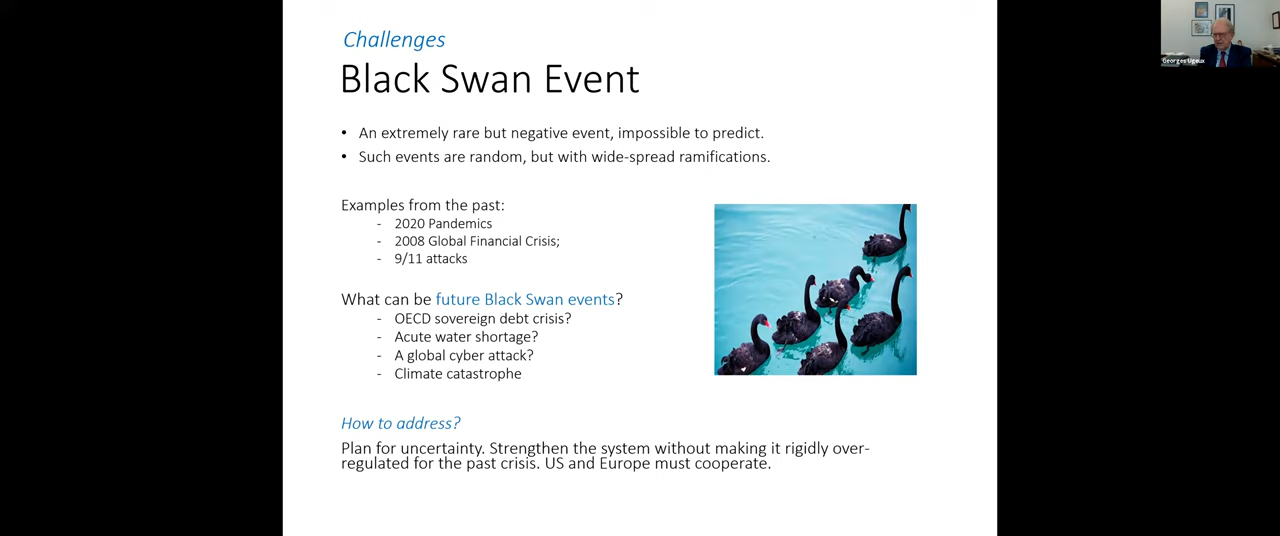 Challenges
Black Swan Event
• An extremely rare but negative event, impossible to predict.
• Such events are random, but with wide-spread ramifications.
Examples from the past:
- 2020 Pandemics
- 2008 Global Financial Crisis;
- 9/11 attacks
What can be future Black Swan events?
- OECD sovereign debt crisis?
- Acute water shortage?
- A global cyber attack?
- Climate catastrophe
How to address?
Plan for uncertainty. Strengthen the system without making it rigidly over-
regulated for the past crisis. US and Europe must cooperate.
Georges Ugeux